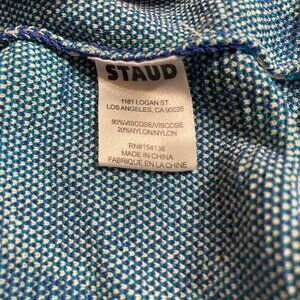 STAUD
1161 LOGAN ST
LOS ANGELES, CA 90026
80%VISCOSE/VISCOSE
20%NYLON/NYLON
RN#154136
MADE IN CHINA
FABRIQUÉ EN LA CHINE